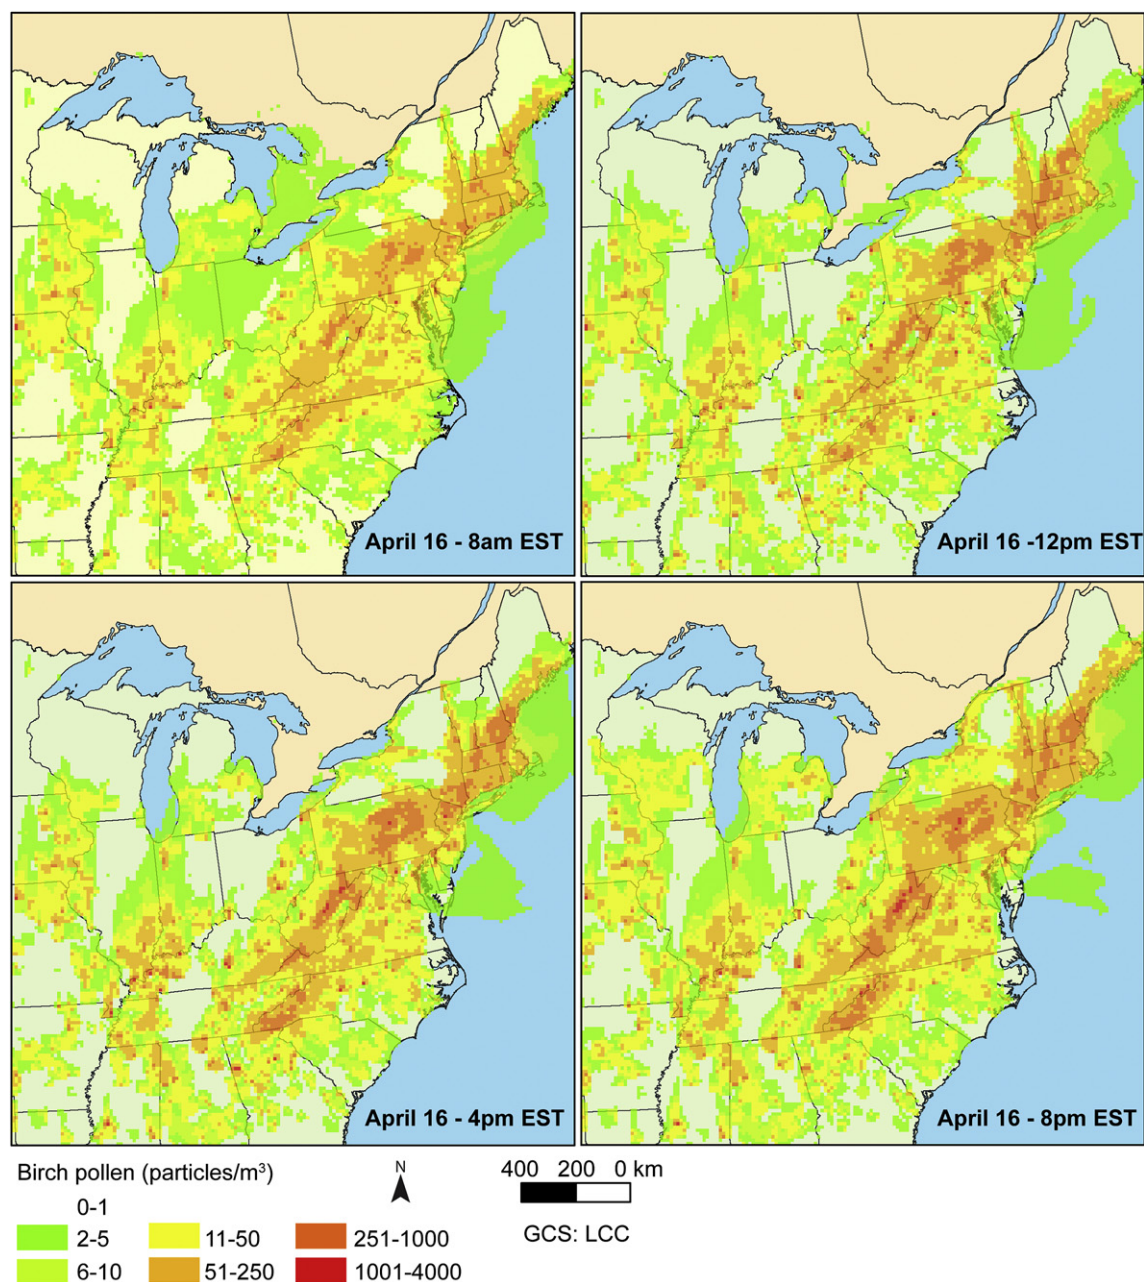 April 16 - 8am EST
April 16 -12pm EST
April 16 - 4pm EST
April 16 - 8pm EST
Birch pollen (particles/m³)
0-1
2-5
6-10
11-50
51-250
251-1000
1001-4000
N
400 200 0 km
GCS: LCC